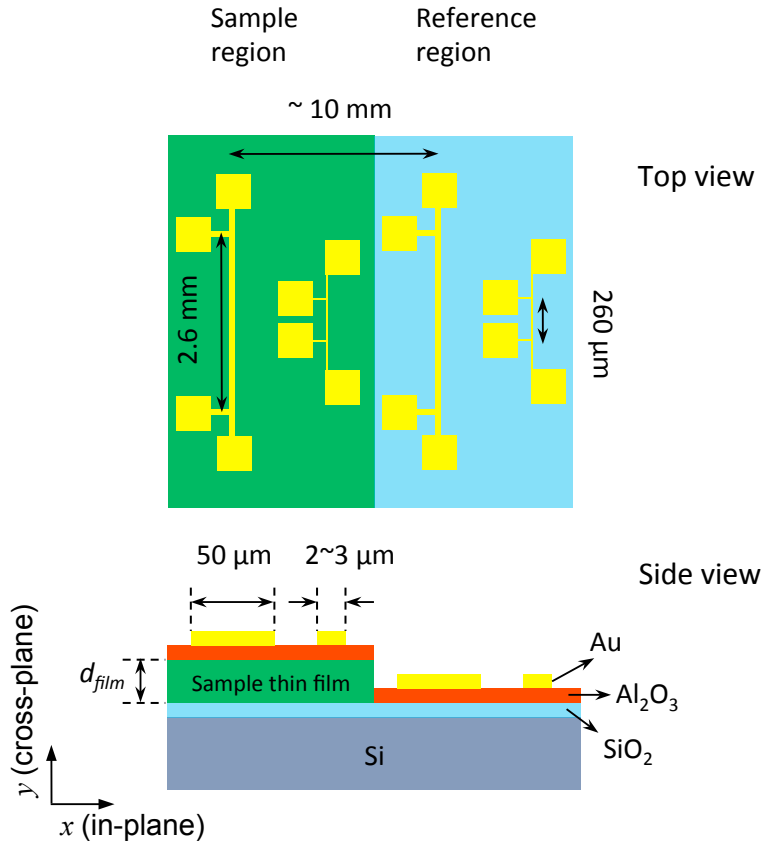 Sample
region
Reference
region
~ 10 mm
Top view
2.6 mm
260 µm
50 µm
2~3 µm
Side view
Au
d_film
Sample thin film
Al₂O₃
SiO₂
Si
y (cross-plane)
x (in-plane)